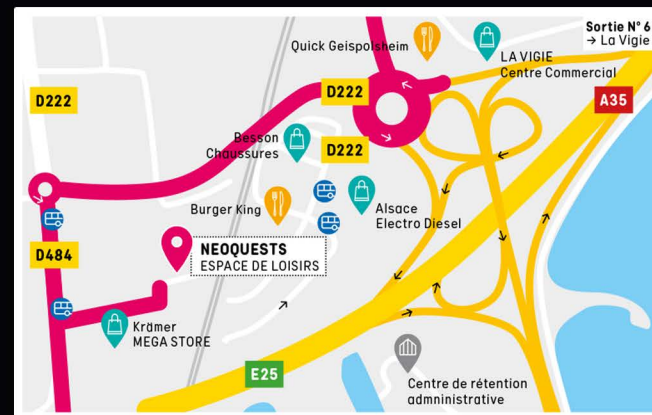 Sortie N° 6
→ La Vigie
Quick Geispolsheim
LA VIGIE
Centre Commercial
D222
D222
A35
Besson
Chaussures
D222
Burger King
Alsace
Electro Diesel
NEOQUESTS
ESPACE DE LOISIRS
D484
Krämer
MEGA STORE
E25
Centre de rétention
admninistrative